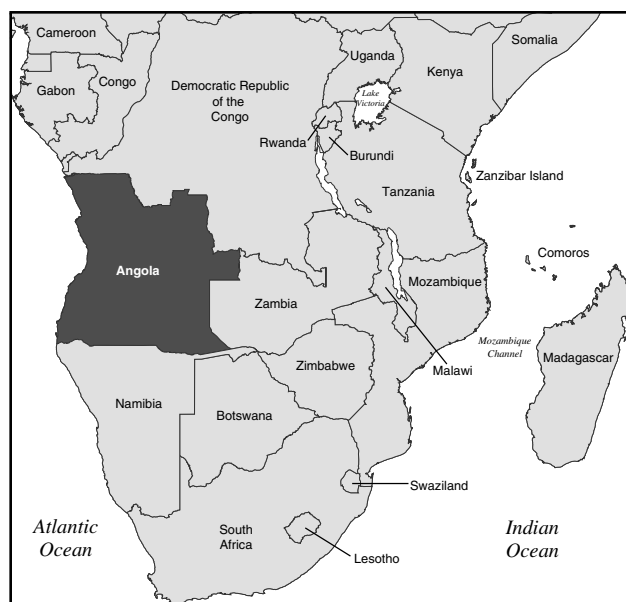 Cameroon
Somalia
Uganda
Kenya
Congo
Gabon
Democratic Republic
of the
Congo
Lake
Victoria
Rwanda
Burundi
Tanzania
Zanzibar Island
Angola
Comoros
Mozambique
Zambia
Mozambique
Channel
Malawi
Madagascar
Zimbabwe
Namibia
Botswana
Swaziland
Atlantic
Ocean
South
Africa
Lesotho
Indian
Ocean